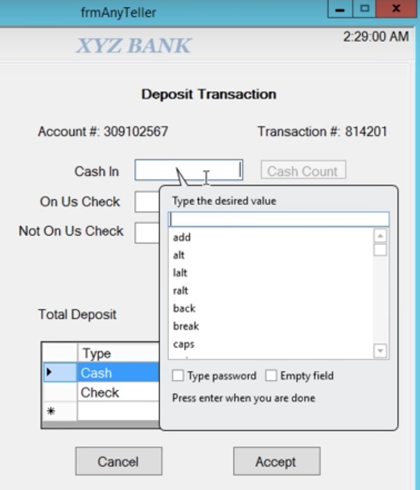 frmAnyTeller
XYZ BANK
2:29:00 AM
Deposit Transaction
Account #: 309102567
Transaction #: 814201
Cash In
Cash Count
On Us Check
Not On Us Check
Type the desired value
add
alt
lalt
ralt
back
break
caps
Type password
Empty field
Press enter when you are done
Total Deposit
Type
Cash
Check
Cancel
Accept